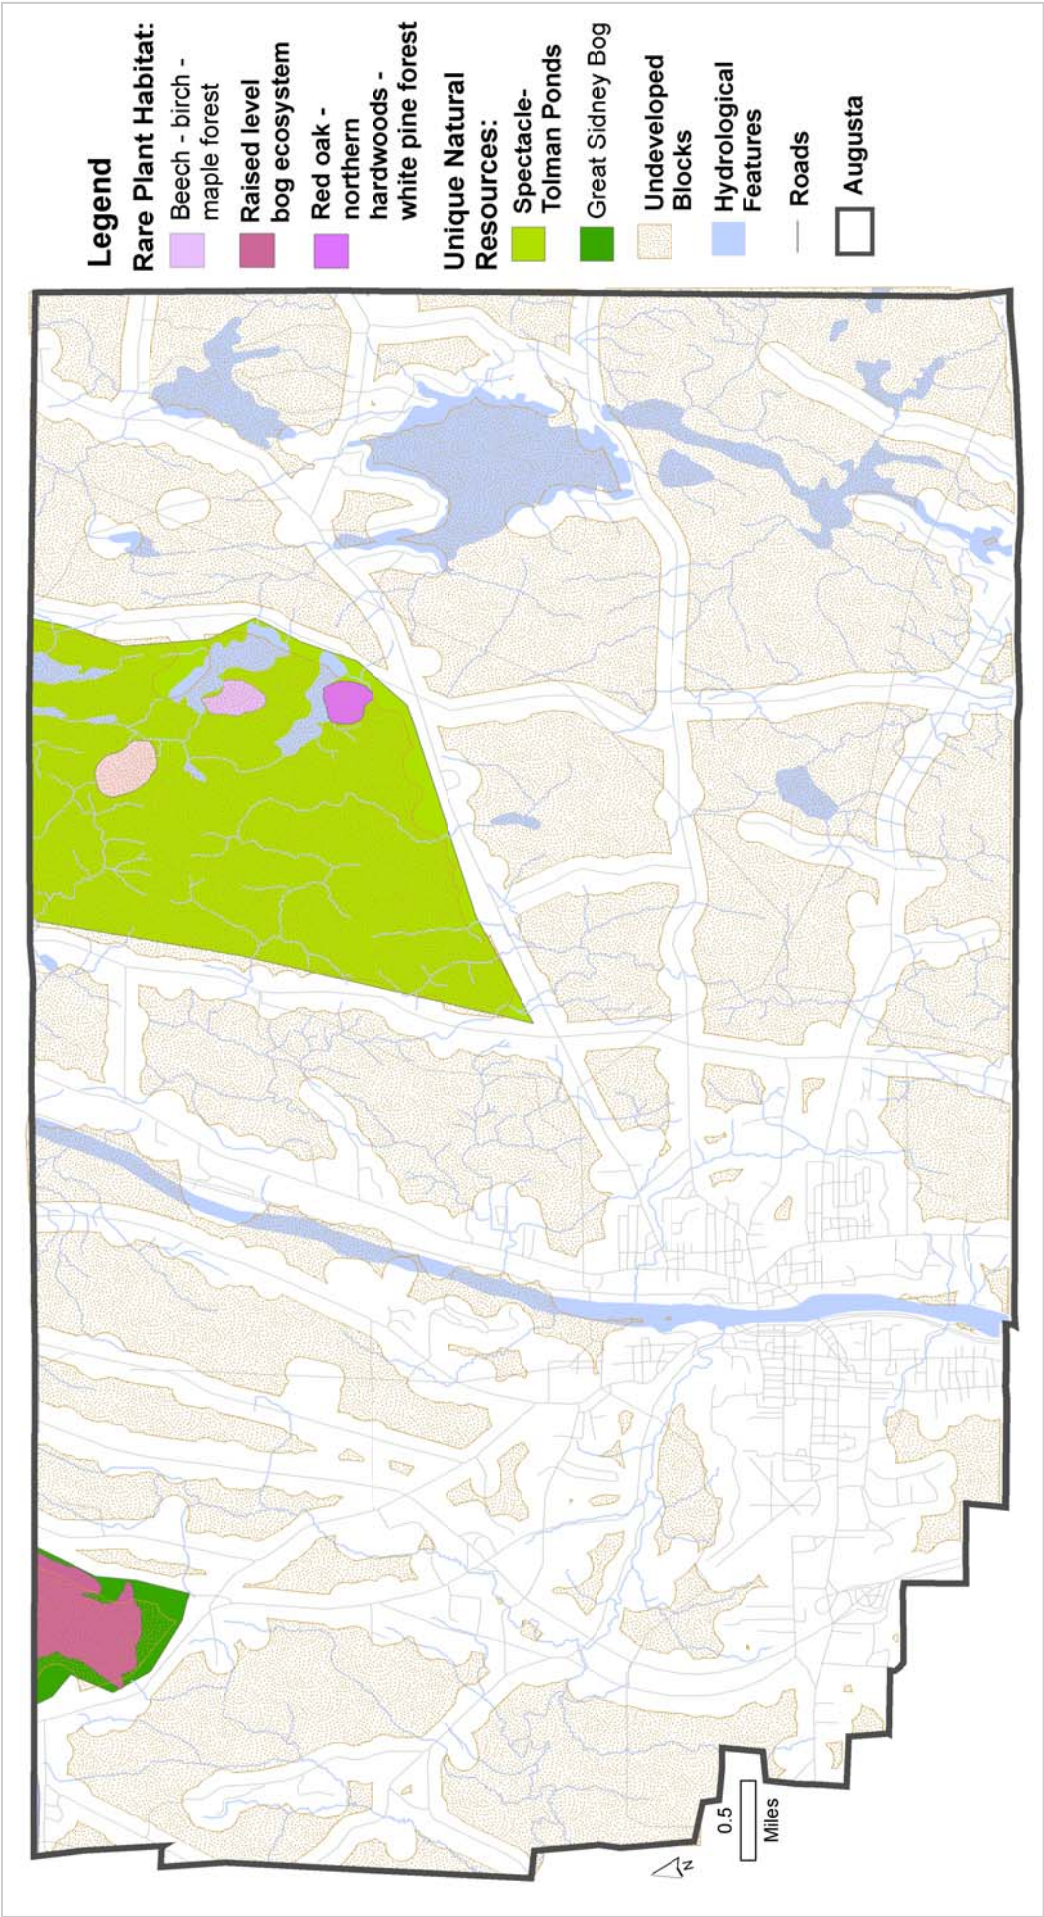 Legend
Rare Plant Habitat:
Beech - birch -
maple forest
Raised level
bog ecosystem
Red oak -
northern
hardwoods -
white pine forest
Unique Natural
Resources:
Spectacle-
Tolman Ponds
Great Sidney Bog
Undeveloped
Blocks
Hydrological
Features
Roads
Augusta
0.5
Miles
N